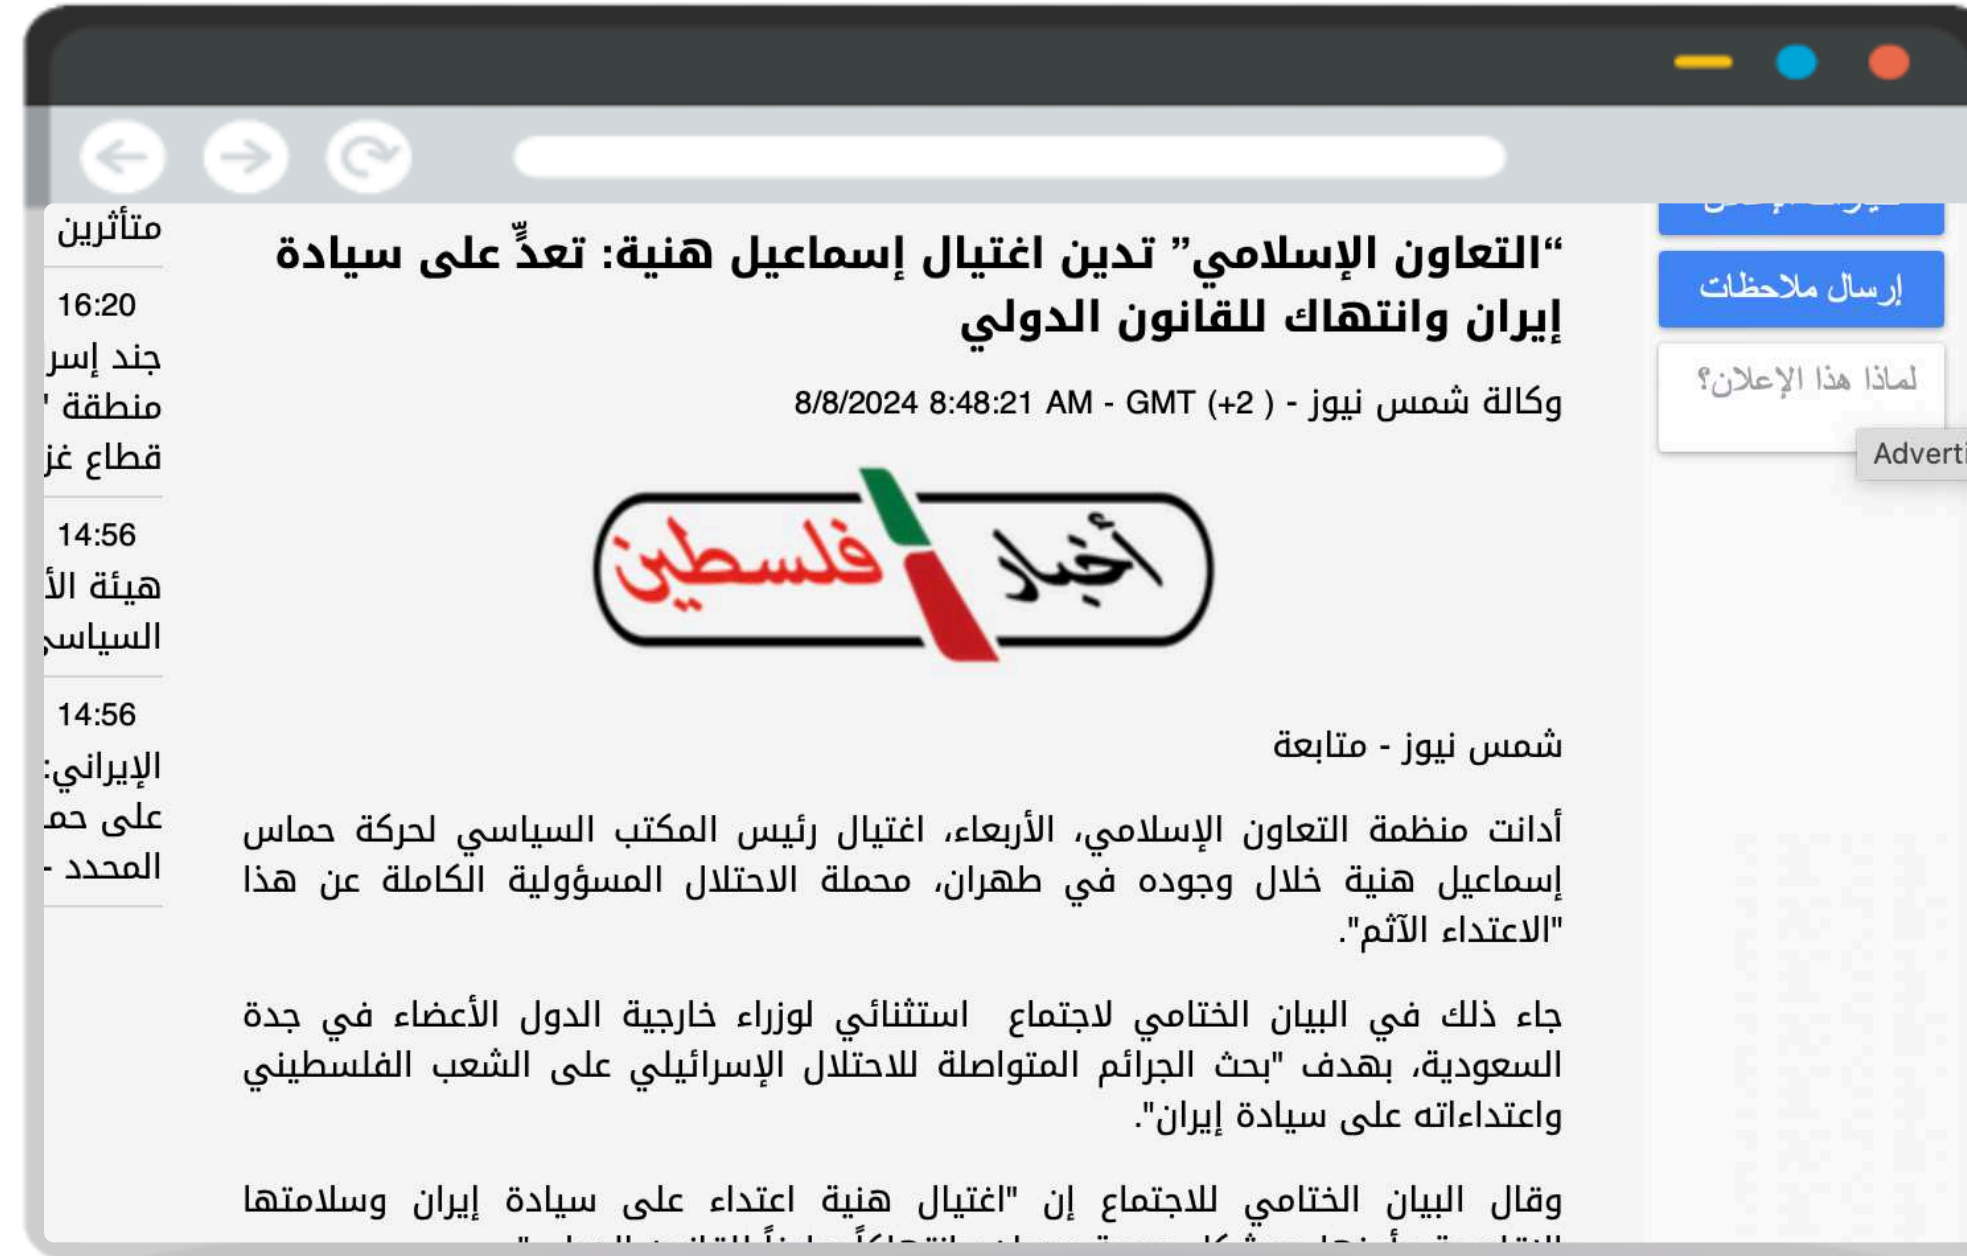 “التعاون الإسلامي” تدين اغتيال إسماعيل هنية: تعدٍّ على سيادة
إيران وانتهاك للقانون الدولي
وكالة شمس نيوز - 8/8/2024 8:48:21 AM - GMT (+2 )
أخبار فلسطين
شمس نيوز - متابعة
أدانت منظمة التعاون الإسلامي، الأربعاء، اغتيال رئيس المكتب السياسي لحركة حماس
إسماعيل هنية خلال وجوده في طهران، محملة الاحتلال المسؤولية الكاملة عن هذا
"الاعتداء الآثم".
جاء ذلك في البيان الختامي لاجتماع استثنائي لوزراء خارجية الدول الأعضاء في جدة
السعودية، بهدف "بحث الجرائم المتواصلة للاحتلال الإسرائيلي على الشعب الفلسطيني
واعتداءاته على سيادة إيران".
وقال البيان الختامي للاجتماع إن "اغتيال هنية اعتداء على سيادة إيران وسلامتها
إرسال ملاحظات
لماذا هذا الإعلان؟
متأثرين
16:20
جند
منطقة "
قطاع
14:56
هيئة
14:56
الإيراني:
على
المحدد -